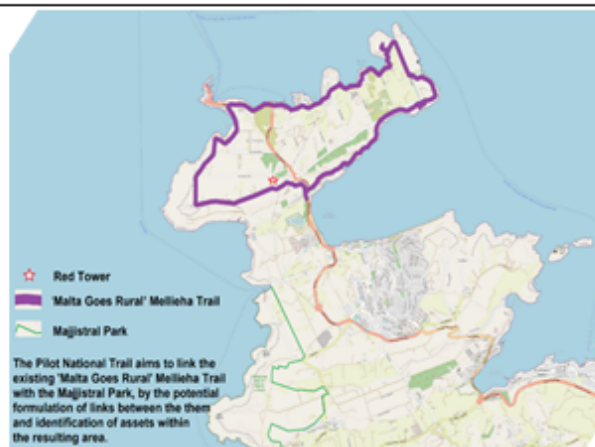 Red Tower
'Malta Goes Rural' Mellieha Trail
Majjistral Park
The Pilot National Trail aims to link the
existing 'Malta Goes Rural' Mellieha Trail
with the Majjistral Park, by the potential
formulation of links between the them
and identification of assets within
the resulting area.